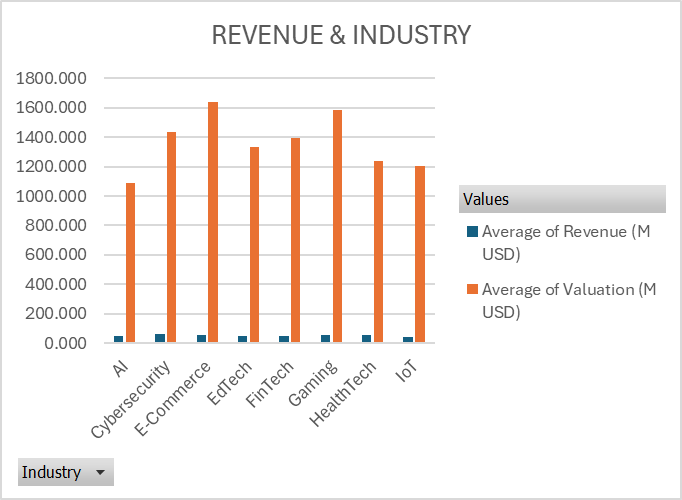 REVENUE & INDUSTRY
1800.000
1600.000
1400.000
1200.000
1000.000
800.000
600.000
400.000
200.000
0.000
AI
Cybersecurity
E-Commerce
EdTech
FinTech
Gaming
HealthTech
IoT
Values
Average of Revenue (M
USD)
Average of Valuation (M
USD)
Industry